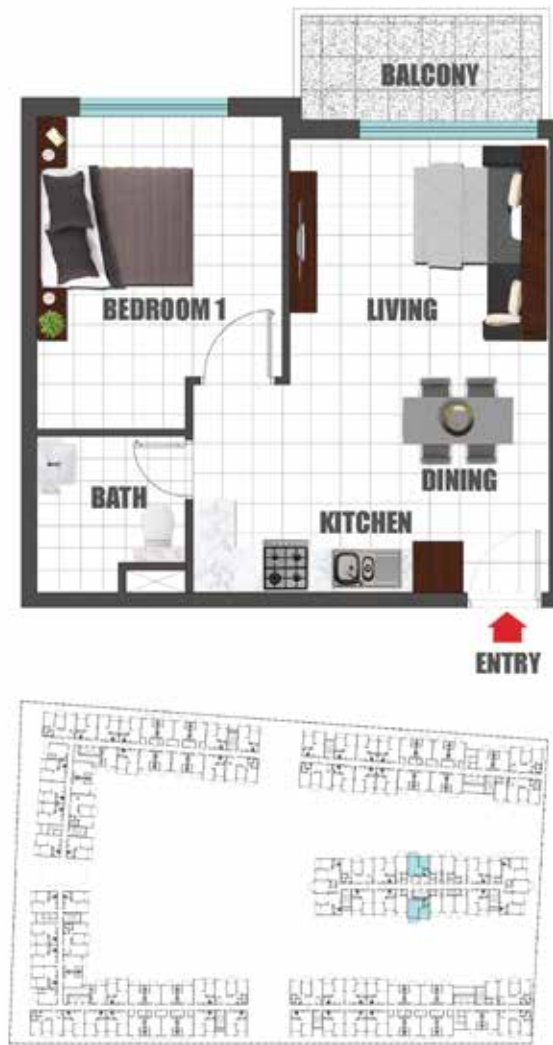 BALCONY
BEDROOM 1
LIVING
DINING
BATH
KITCHEN
ENTRY